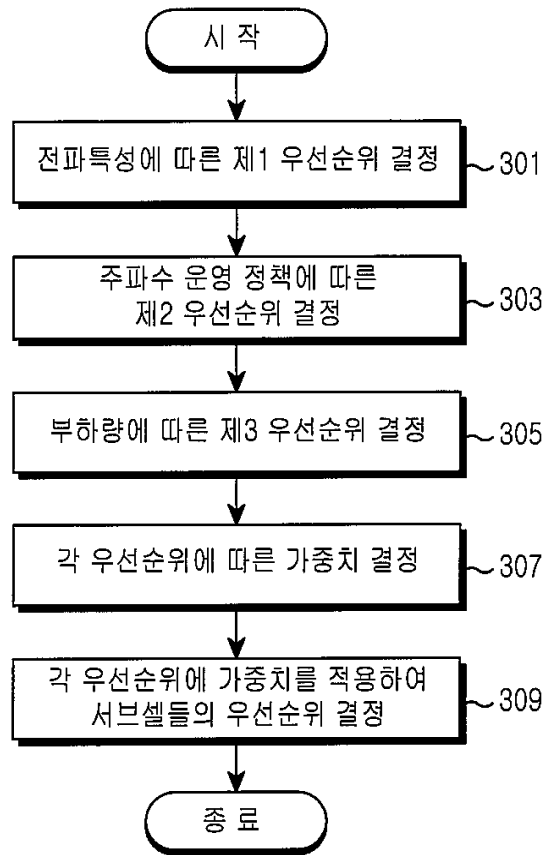 시작
전파특성에 따른 제1 우선순위 결정
301
주파수 운영 정책에 따른
제2 우선순위 결정
303
부하량에 따른 제3 우선순위 결정
305
각 우선순위에 따른 가중치 결정
307
각 우선순위에 가중치를 적용하여
서브셀들의 우선순위 결정
309
종료